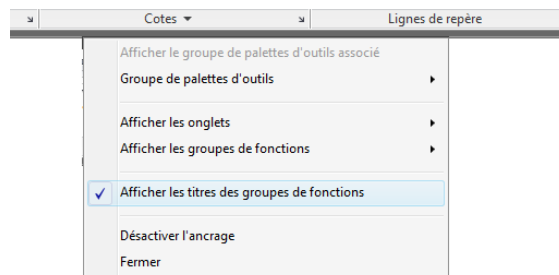 Cotes Lignes de repère
Afficher le groupe de palettes d'outils associé
Groupe de palettes d'outils
Afficher les onglets
Afficher les groupes de fonctions
Afficher les titres des groupes de fonctions
Désactiver l'ancrage
Fermer